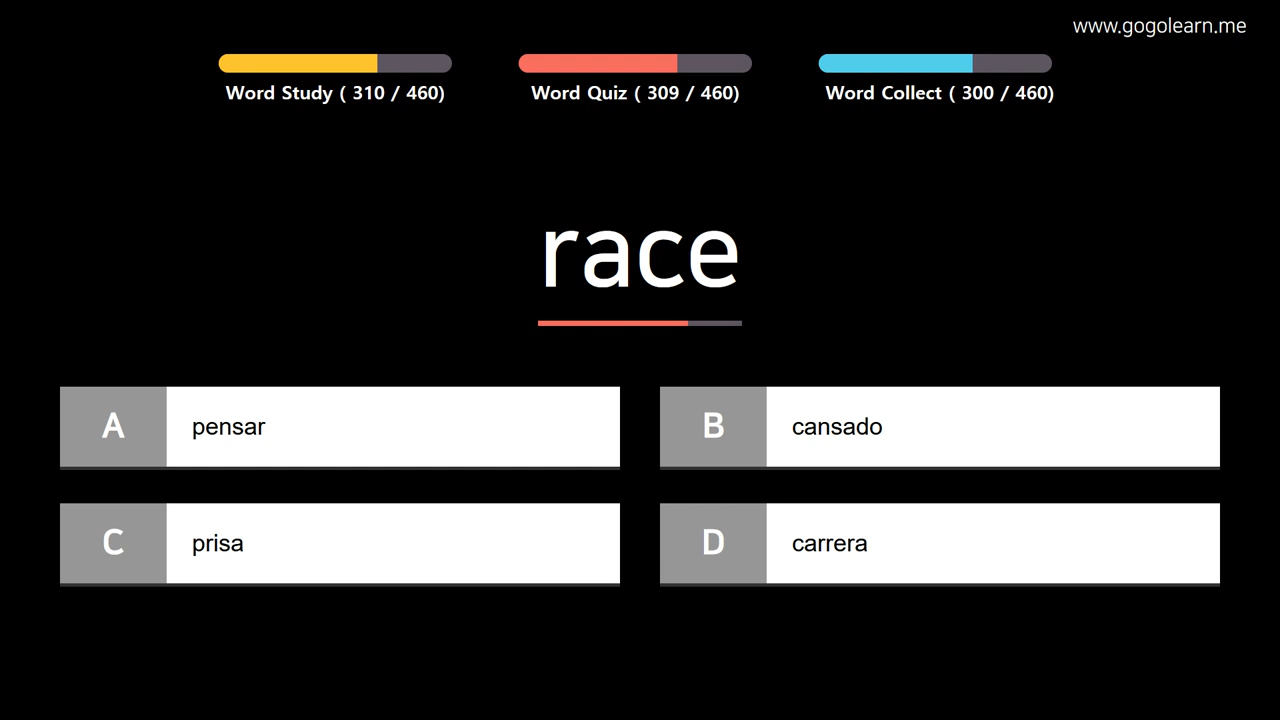 www.gogolearn.me
Word Study ( 310 / 460)
Word Quiz ( 309 / 460)
Word Collect ( 300 / 460)
race
A pensar
B cansado
C prisa
D carrera